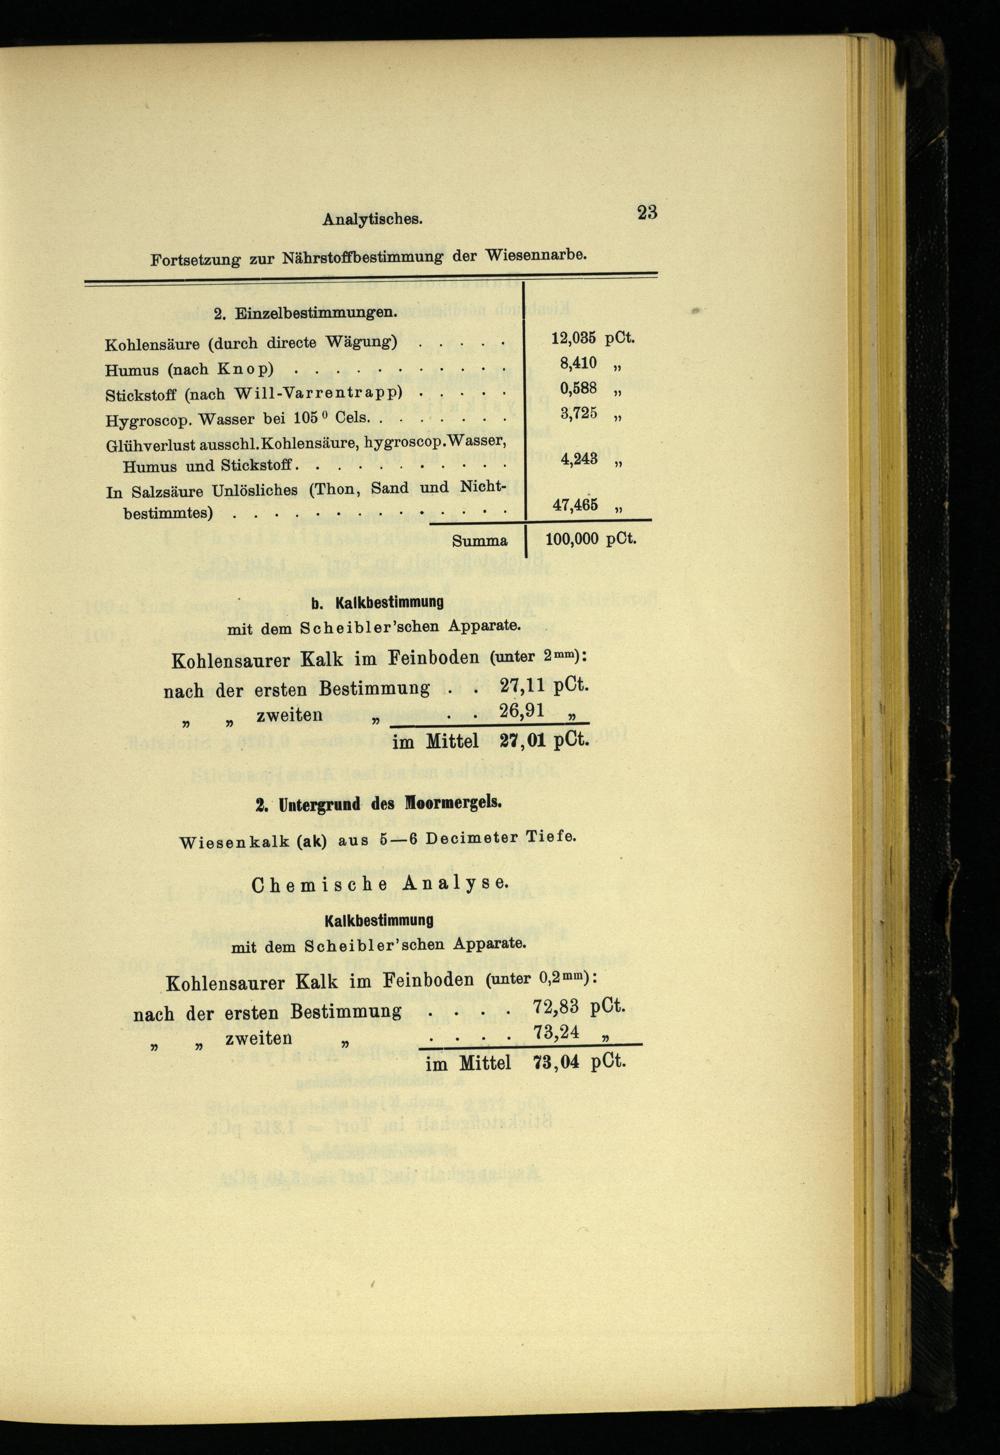 Analytisches. 23
Fortsetzung zur Nährstoffbestimmung der Wiesennarbe.
2. Einzelbestimmungen.
Kohlensäure (durch directe Wägung) . . . . . 12,035 pCt.
Humus (nach Knop) . . . . . . . . . . . 8,410 „
Stickstoff (nach Will-Varrentrapp) . . . . . 0,588 „
Hygroscop. Wasser bei 105⁰ Cels. . . . . . . . 3,725 „
Glühverlust ausschl. Kohlensäure, hygroscop. Wasser,
Humus und Stickstoff. . . . . . . . . . . 4,243 „
In Salzsäure Unlösliches (Thon, Sand und Nicht-
bestimmtes) . . . . . . . . . . . . . . 47,465 „
Summa 100,000 pCt.
b. Kalkbestimmung
mit dem Scheibler'schen Apparate.
Kohlensaurer Kalk im Feinboden (unter 2mm):
nach der ersten Bestimmung . . 27,11 pCt.
„ „ zweiten „ . . 26,91 „
im Mittel 27,01 pCt.
2. Untergrund des Moormergels.
Wiesenkalk (ak) aus 5—6 Decimeter Tiefe.
Chemische Analyse.
Kalkbestimmung
mit dem Scheibler'schen Apparate.
Kohlensaurer Kalk im Feinboden (unter 0,2mm):
nach der ersten Bestimmung . . . . 72,83 pCt.
„ „ zweiten „ . . . . 73,24 „
im Mittel 73,04 pCt.